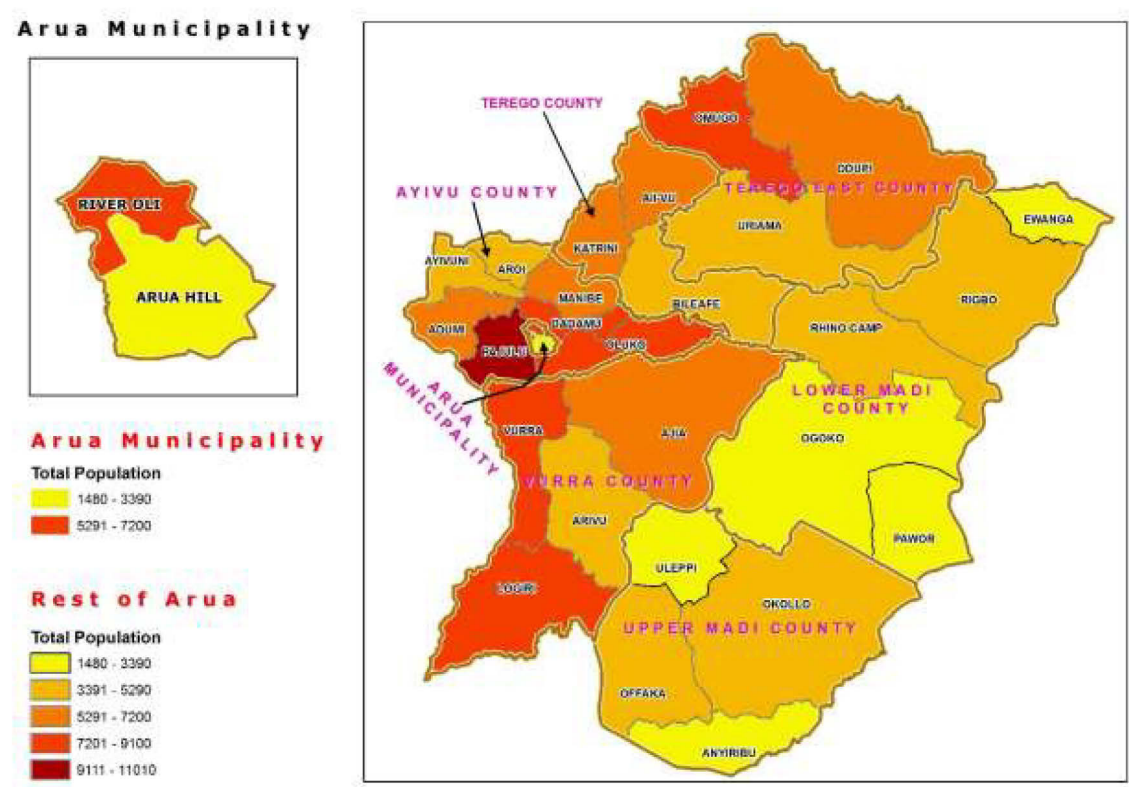 Arua Municipality
RIVER OLI
ARUA HILL
Arua Municipality
Total Population
1480 - 3390
5291 - 7200
Rest of Arua
Total Population
1480 - 3390
3391 - 5290
5291 - 7200
7201 - 9100
9111 - 11010
TEREGO COUNTY
OMUGO
ODUPI
TEREGO EAST COUNTY
AYIVU COUNTY
AII-VU
EWANGA
URIAMA
KATRINI
AYIVUNI
AROI
MANIBE
BILEAFE
RIGBO
ADUMI
DADAMU
RHINO CAMP
PAJULU
OLUKO
ARUA
MUNICIPALITY
LOWER MADI
COUNTY
VURRA
AJIA
OGOKO
VURRA COUNTY
ARIVU
PAWOR
ULEPPI
LOGIRI
OKOLLO
UPPER MADI COUNTY
OFFAKA
ANYIRIBU